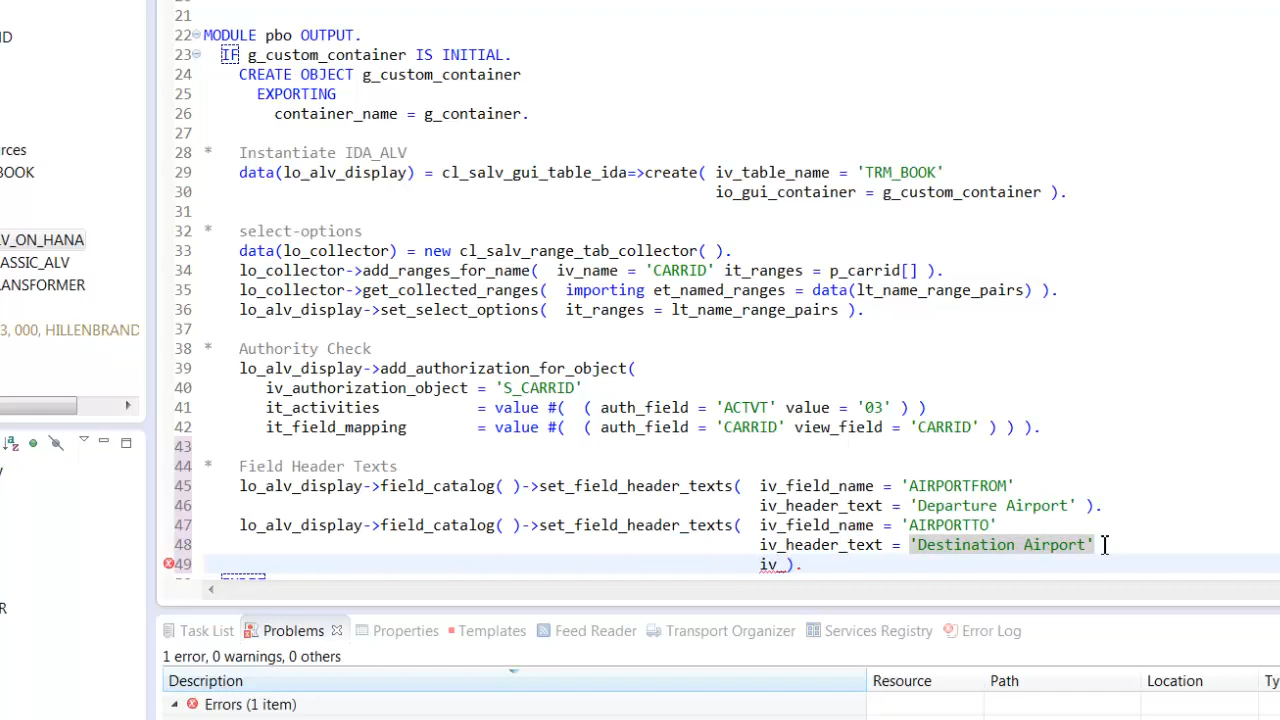 21
22 MODULE pbo OUTPUT.
23 IF g_custom_container IS INITIAL.
24 CREATE OBJECT g_custom_container
25 EXPORTING
26 container_name = g_container.
27
28 * Instantiate IDA_ALV
29 data(lo_alv_display) = cl_salv_gui_table_ida=>create( iv_table_name = 'TRM_BOOK'
30 io_gui_container = g_custom_container ).
31
32 * select-options
33 data(lo_collector) = new cl_salv_range_tab_collector( ).
34 lo_collector->add_ranges_for_name( iv_name = 'CARRID' it_ranges = p_carrid[] ).
35 lo_collector->get_collected_ranges( importing et_named_ranges = data(lt_name_range_pairs) ).
36 lo_alv_display->set_select_options( it_ranges = lt_name_range_pairs ).
37
38 * Authority Check
39 lo_alv_display->add_authorization_for_object(
40 iv_authorization_object = 'S_CARRID'
41 it_activities = value #( ( auth_field = 'ACTVT' value = '03' ) )
42 it_field_mapping = value #( ( auth_field = 'CARRID' view_field = 'CARRID' ) ) ).
43
44 * Field Header Texts
45 lo_alv_display->field_catalog( )->set_field_header_texts( iv_field_name = 'AIRPORTFROM'
46 iv_header_text = 'Departure Airport' ).
47 lo_alv_display->field_catalog( )->set_field_header_texts( iv_field_name = 'AIRPORTTO'
48 iv_header_text = 'Destination Airport'
49 iv_ ).
D
rces
BOOK
LV_ON_HANA
ASSIC_ALV
RANSFORMER
3, 000, HILLENBRAND
R
Task List Problems Properties Templates Feed Reader Transport Organizer Services Registry Error Log
1 error, 0 warnings, 0 others
Description Resource Path Location Ty
Errors (1 item)